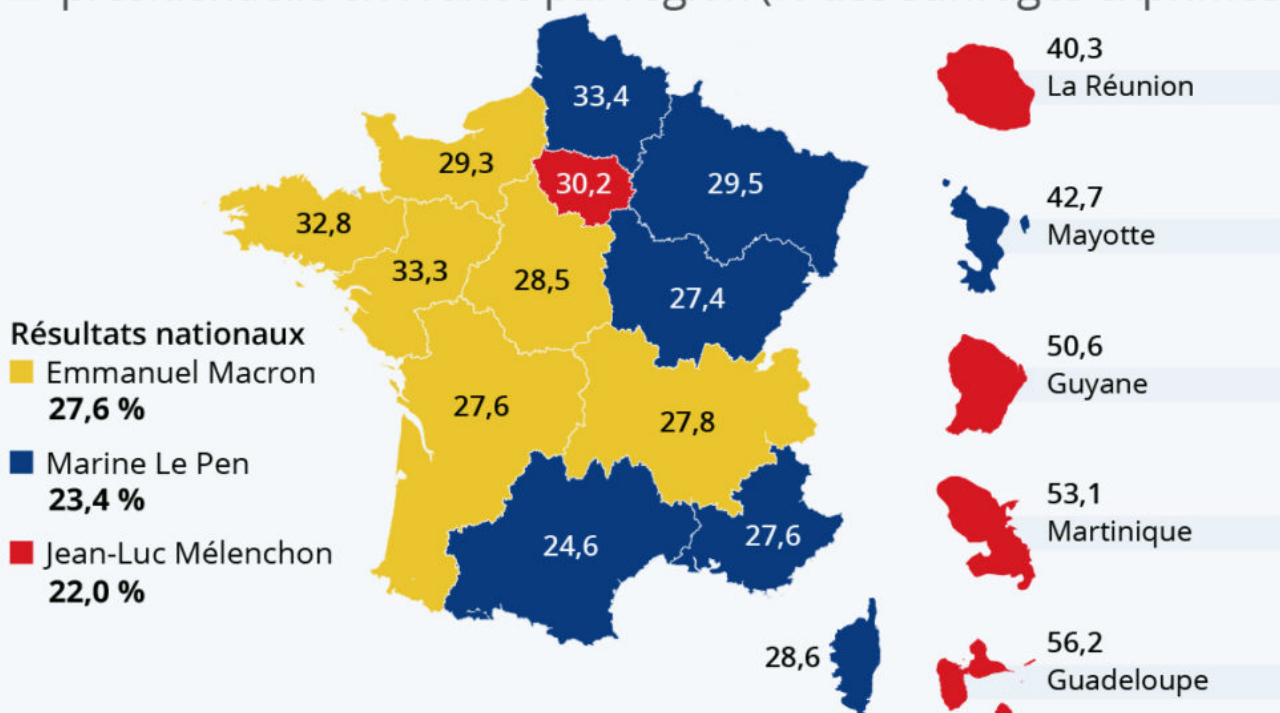 33,4
29,3
30,2
29,5
32,8
33,3
28,5
27,4
27,6
27,8
24,6
27,6
28,6
Résultats nationaux
Emmanuel Macron
27,6 %
Marine Le Pen
23,4 %
Jean-Luc Mélenchon
22,0 %
40,3
La Réunion
42,7
Mayotte
50,6
Guyane
53,1
Martinique
56,2
Guadeloupe